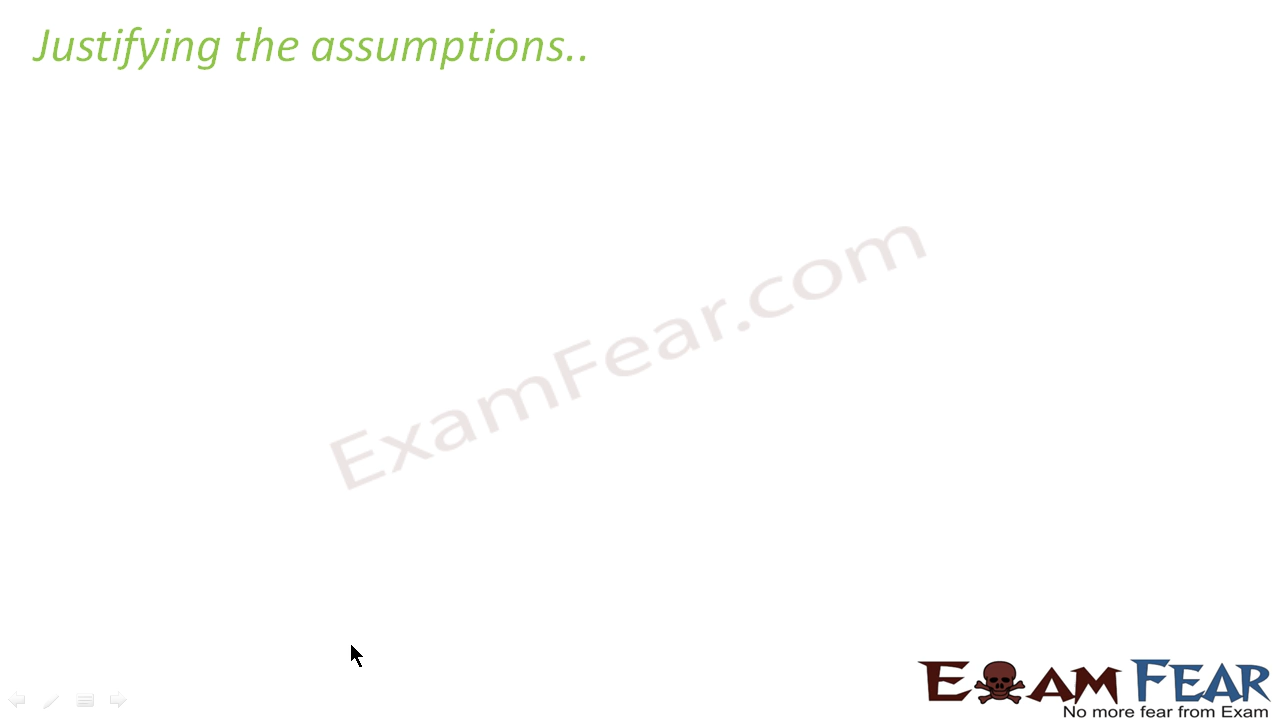 Justifying the assumptions..
ExamFear.com
EXAM FEAR
No more fear from Exam